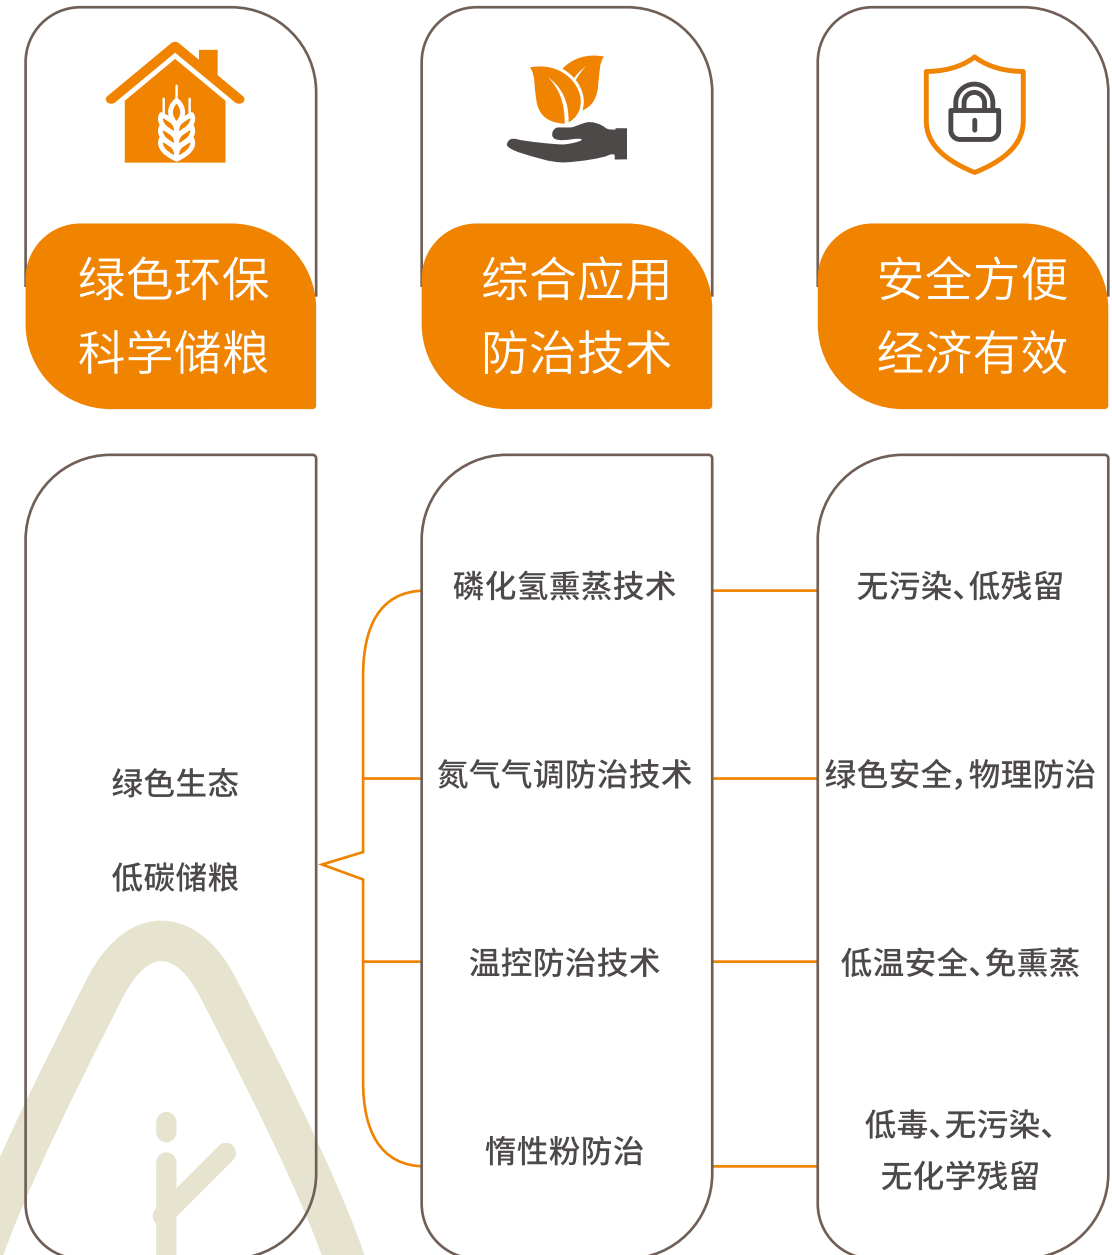 绿色环保
科学储粮
综合应用
防治技术
安全方便
经济有效
绿色生态
低碳储粮
磷化氢熏蒸技术
氮气气调防治技术
温控防治技术
惰性粉防治
无污染、低残留
绿色安全，物理防治
低温安全、免熏蒸
低毒、无污染、
无化学残留